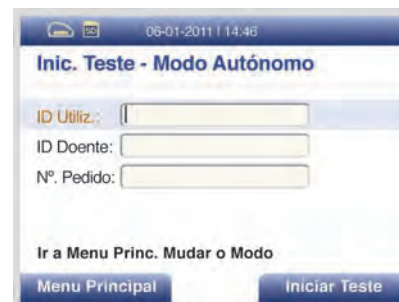 SD 06-01-2011 | 14:46
Inic. Teste - Modo Autónomo
ID Utiliz.:
ID Doente:
Nº. Pedido:
Ir a Menu Princ. Mudar o Modo
Menu Principal Iniciar Teste